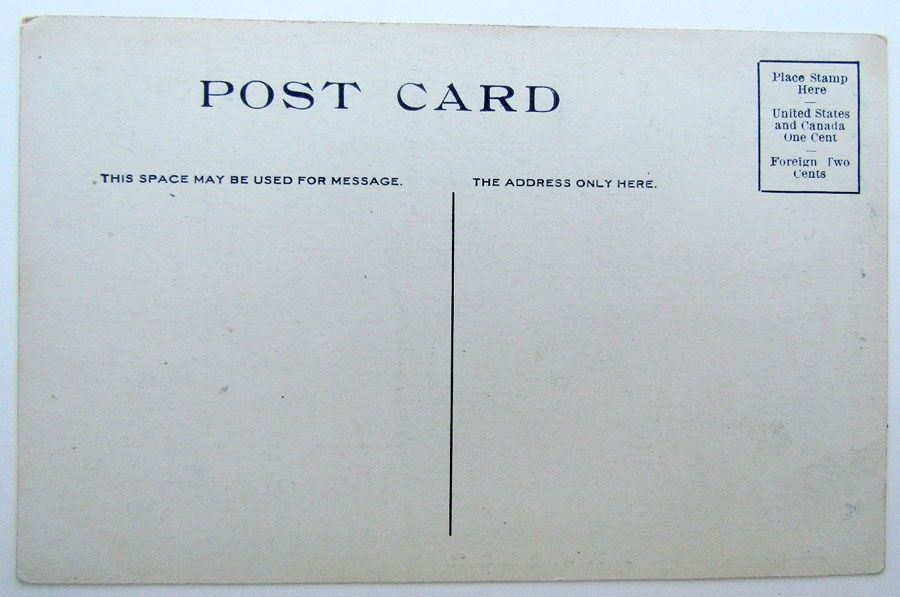 POST CARD
Place Stamp
Here
United States
and Canada
One Cent
Foreign Two
Cents
THIS SPACE MAY BE USED FOR MESSAGE.
THE ADDRESS ONLY HERE.